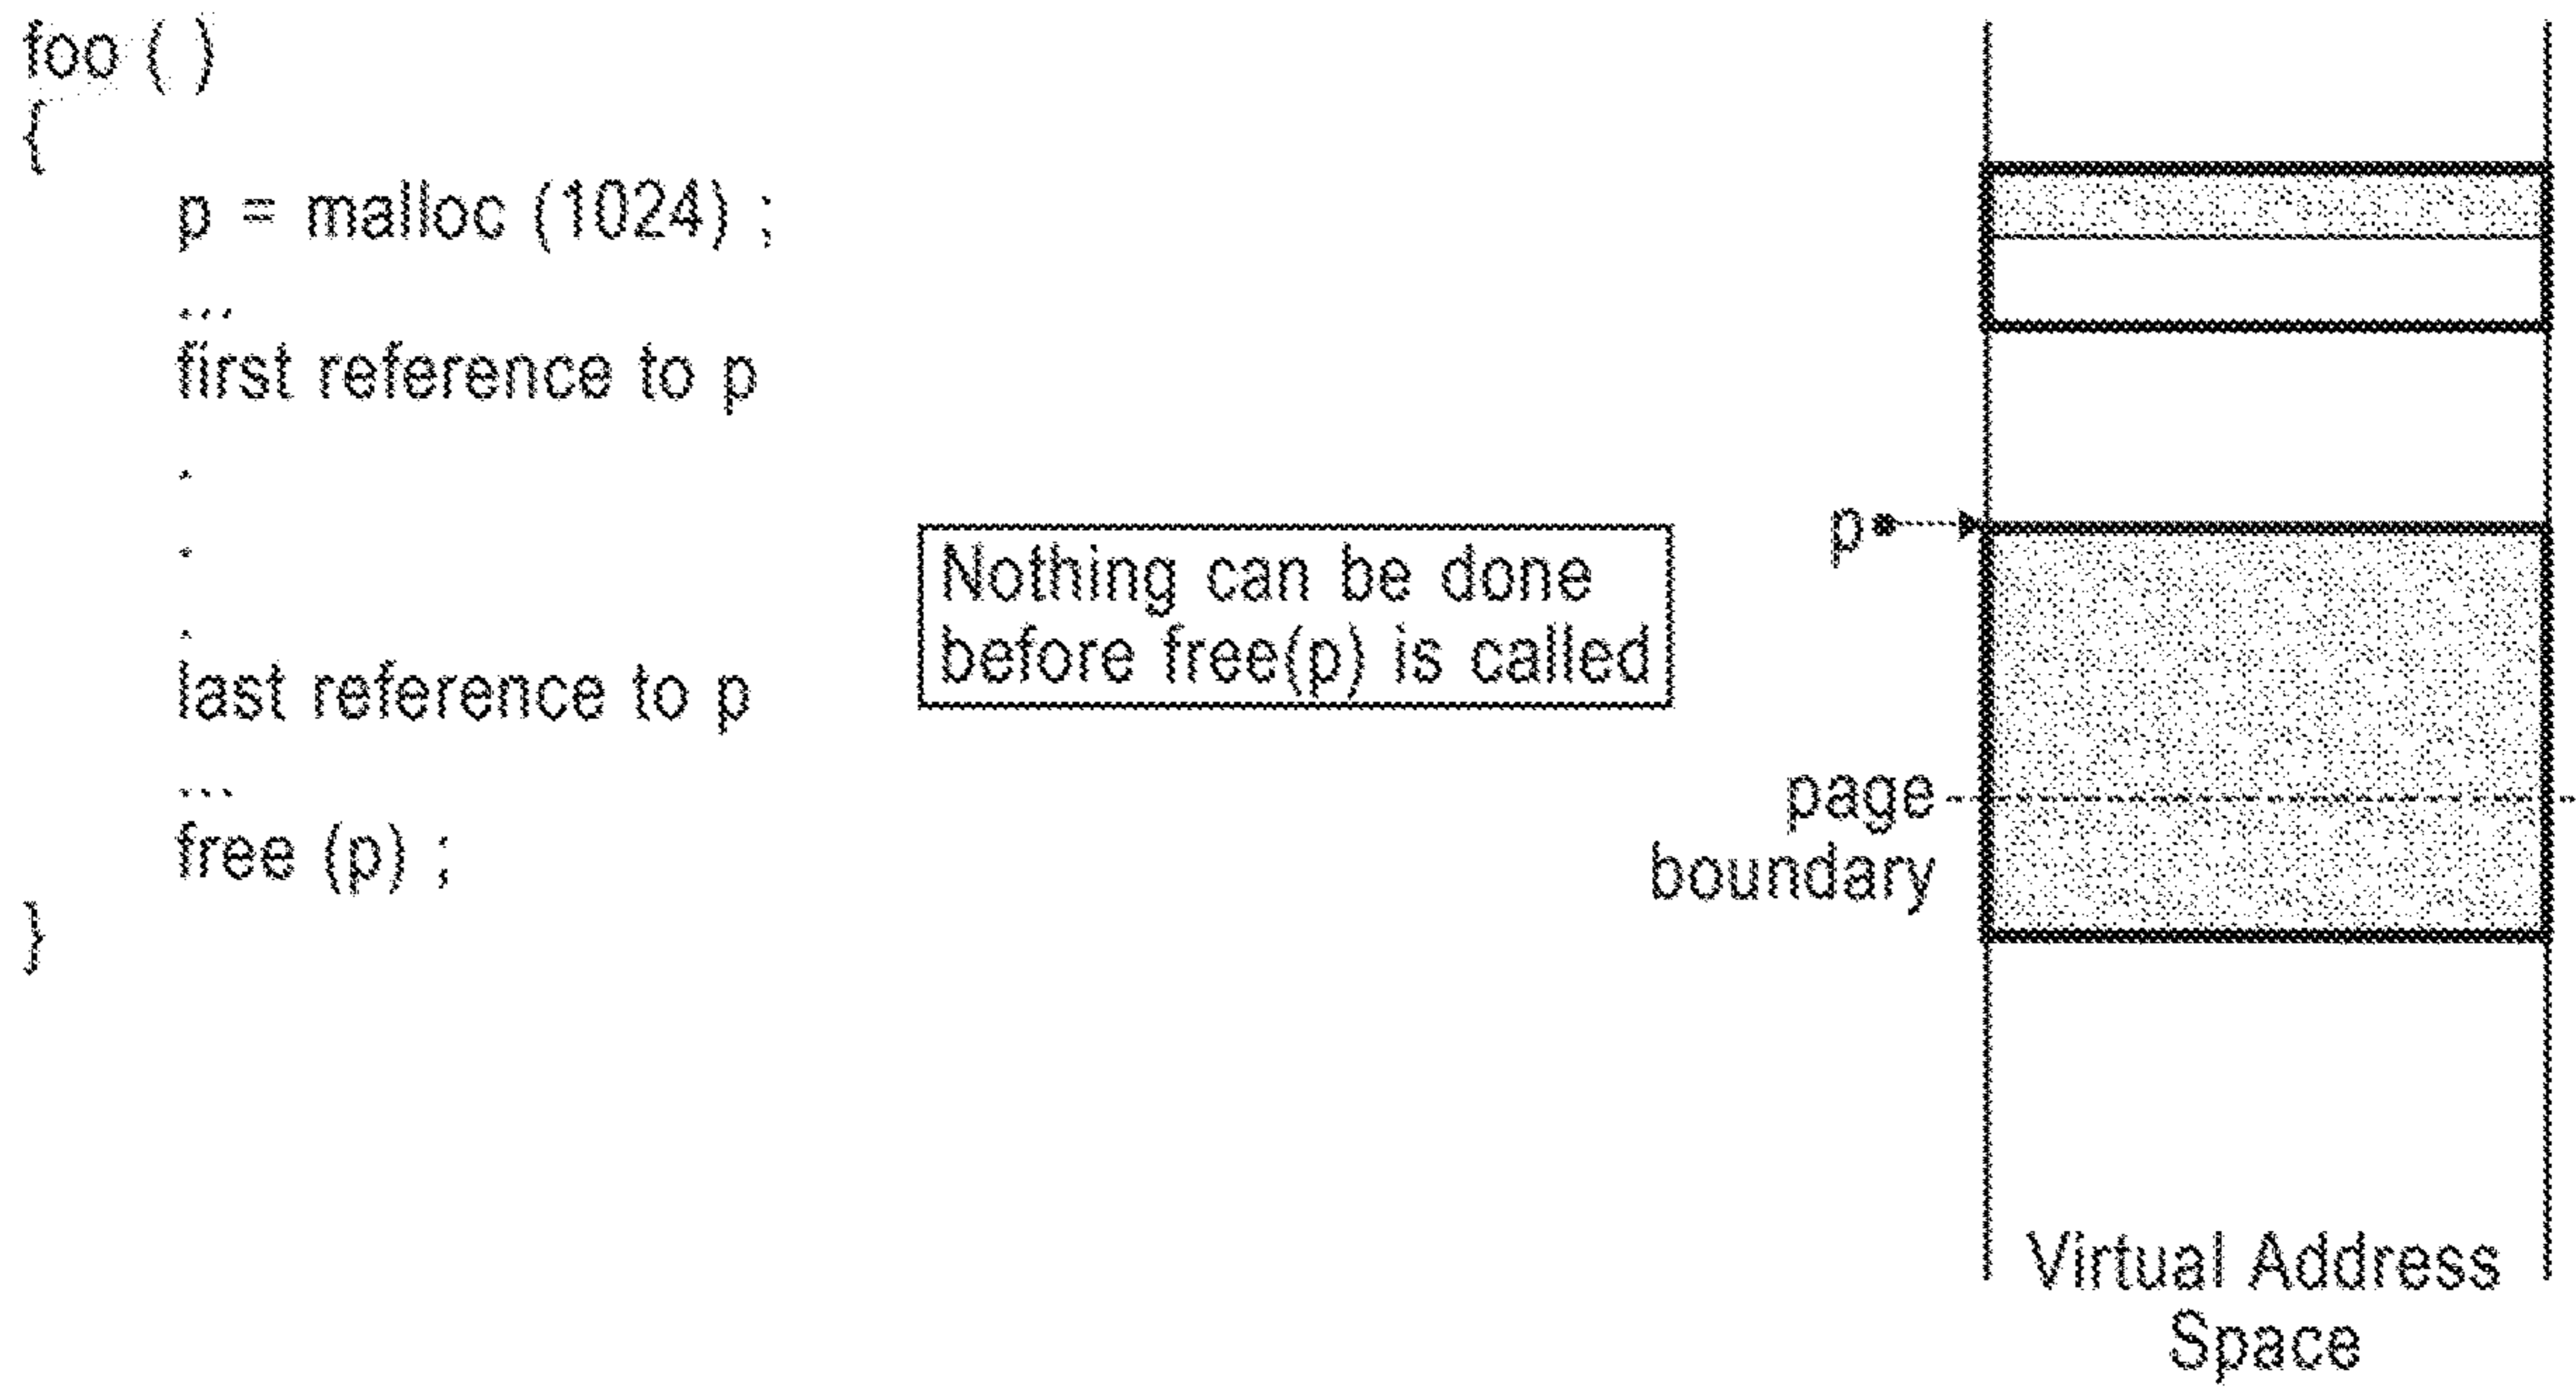 foo ( )
{
p = malloc (1024) ;
...
first reference to p
.
.
.
last reference to p
...
free (p) ;
}
Nothing can be done
before free(p) is called
p
page
boundary
Virtual Address
Space